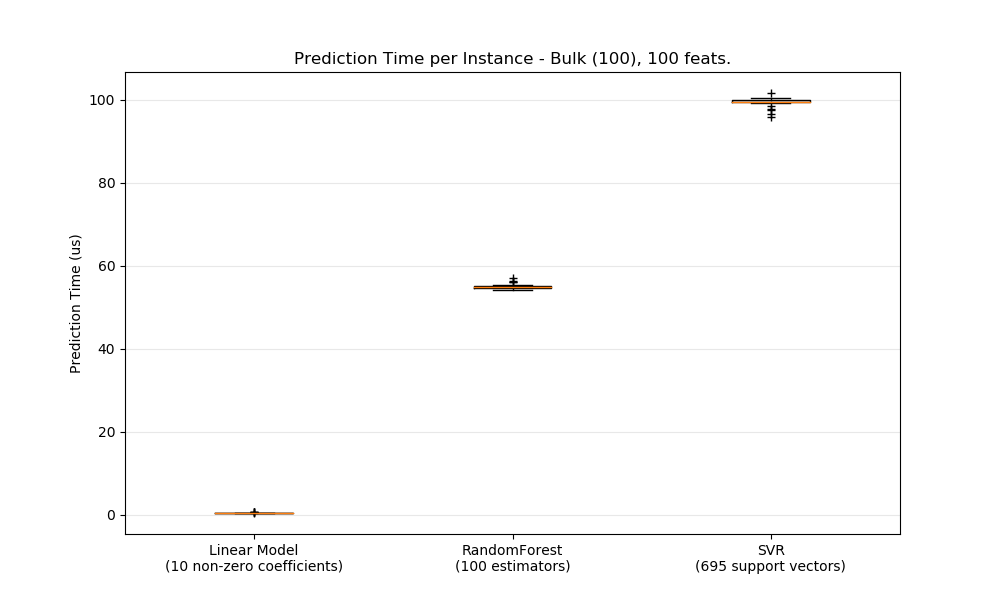 Prediction Time per Instance - Bulk (100), 100 feats.
100
80
60
40
20
0
Prediction Time (us)
Linear Model
(10 non-zero coefficients)
RandomForest
(100 estimators)
SVR
(695 support vectors)